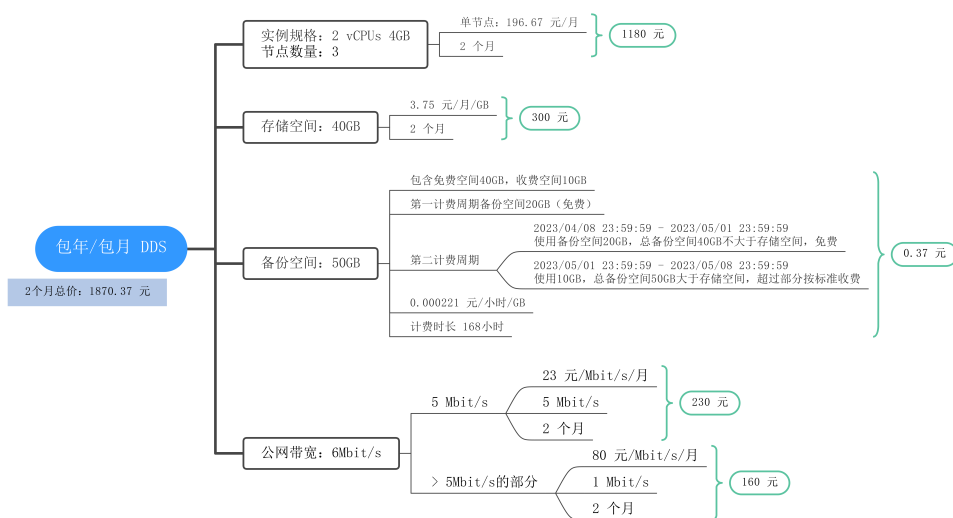 包年/包月 DDS
2个月总价：1870.37 元
实例规格：2 vCPUs 4GB
节点数量：3
单节点：196.67 元/月
2 个月
1180 元
存储空间：40GB
3.75 元/月/GB
2 个月
300 元
备份空间：50GB
包含免费空间40GB，收费空间10GB
第一计费周期备份空间20GB（免费）
第二计费周期
2023/04/08 23:59:59 - 2023/05/01 23:59:59
使用备份空间20GB，总备份空间40GB不大于存储空间，免费
2023/05/01 23:59:59 - 2023/05/08 23:59:59
使用10GB，总备份空间50GB大于存储空间，超过部分按标准收费
0.000221 元/小时/GB
计费时长 168小时
0.37 元
公网带宽：6Mbit/s
5 Mbit/s
23 元/Mbit/s/月
5 Mbit/s
2 个月
230 元
> 5Mbit/s的部分
80 元/Mbit/s/月
1 Mbit/s
2 个月
160 元